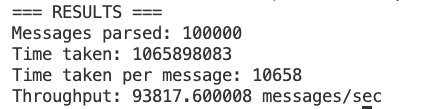 === RESULTS ===
Messages parsed: 100000
Time taken: 1065898083
Time taken per message: 10658
Throughput: 93817.600008 messages/sec